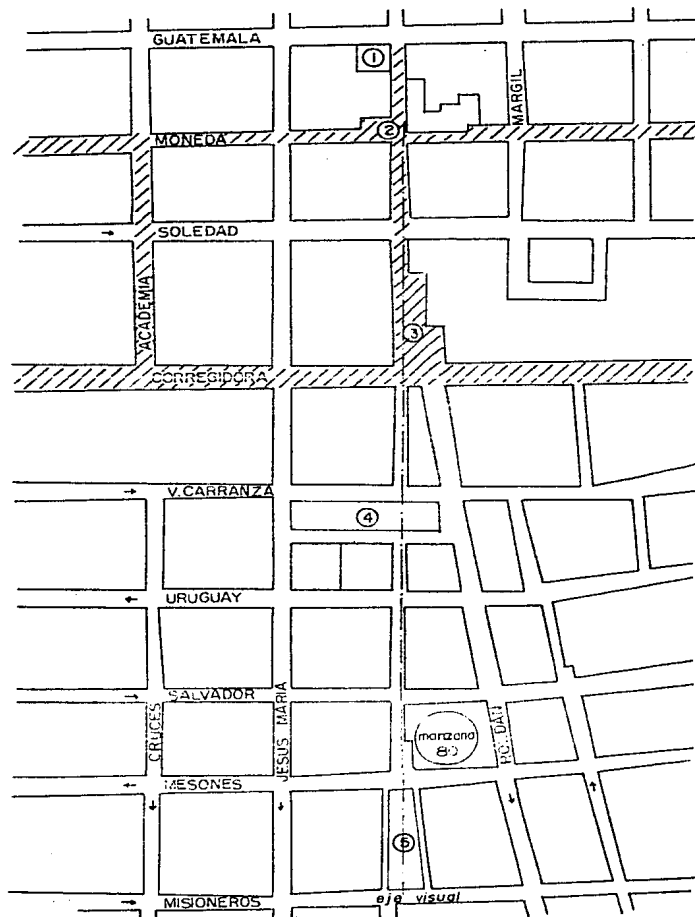 GUATEMALA
1
MARGIL
2
MONEDA
SOLEDAD
ACADEMIA
3
CORREGIDORA
V. CARRANZA
4
URUGUAY
SALVADOR
CRUCES
JESUS MARIA
manzana
80
ROLDAN
MESONES
5
eje visual
MISIONEROS